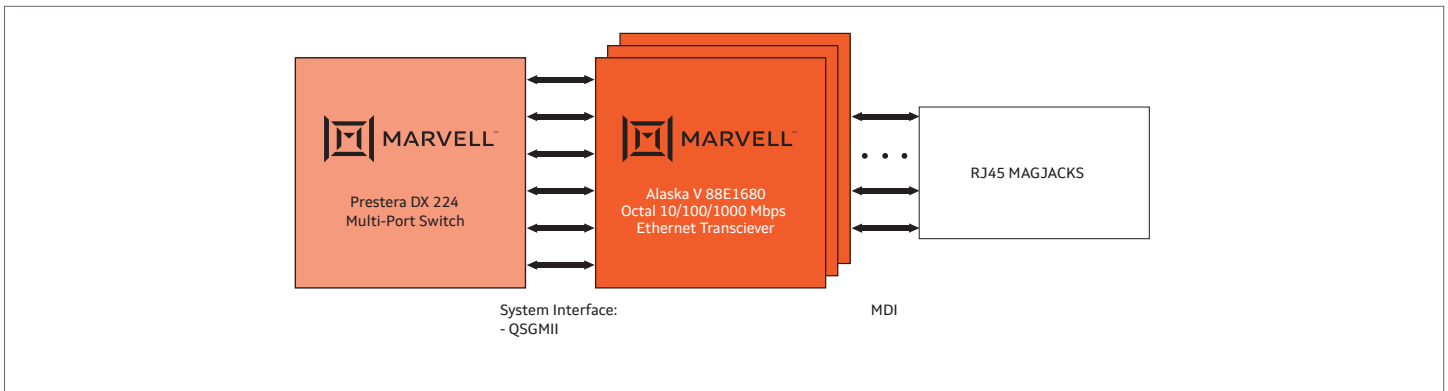 MARVELL™
Prestera DX 224
Multi-Port Switch
MARVELL™
Alaska V 88E1680
Octal 10/100/1000 Mbps
Ethernet Transciever
RJ45 MAGJACKS
System Interface:
- QSGMII
MDI